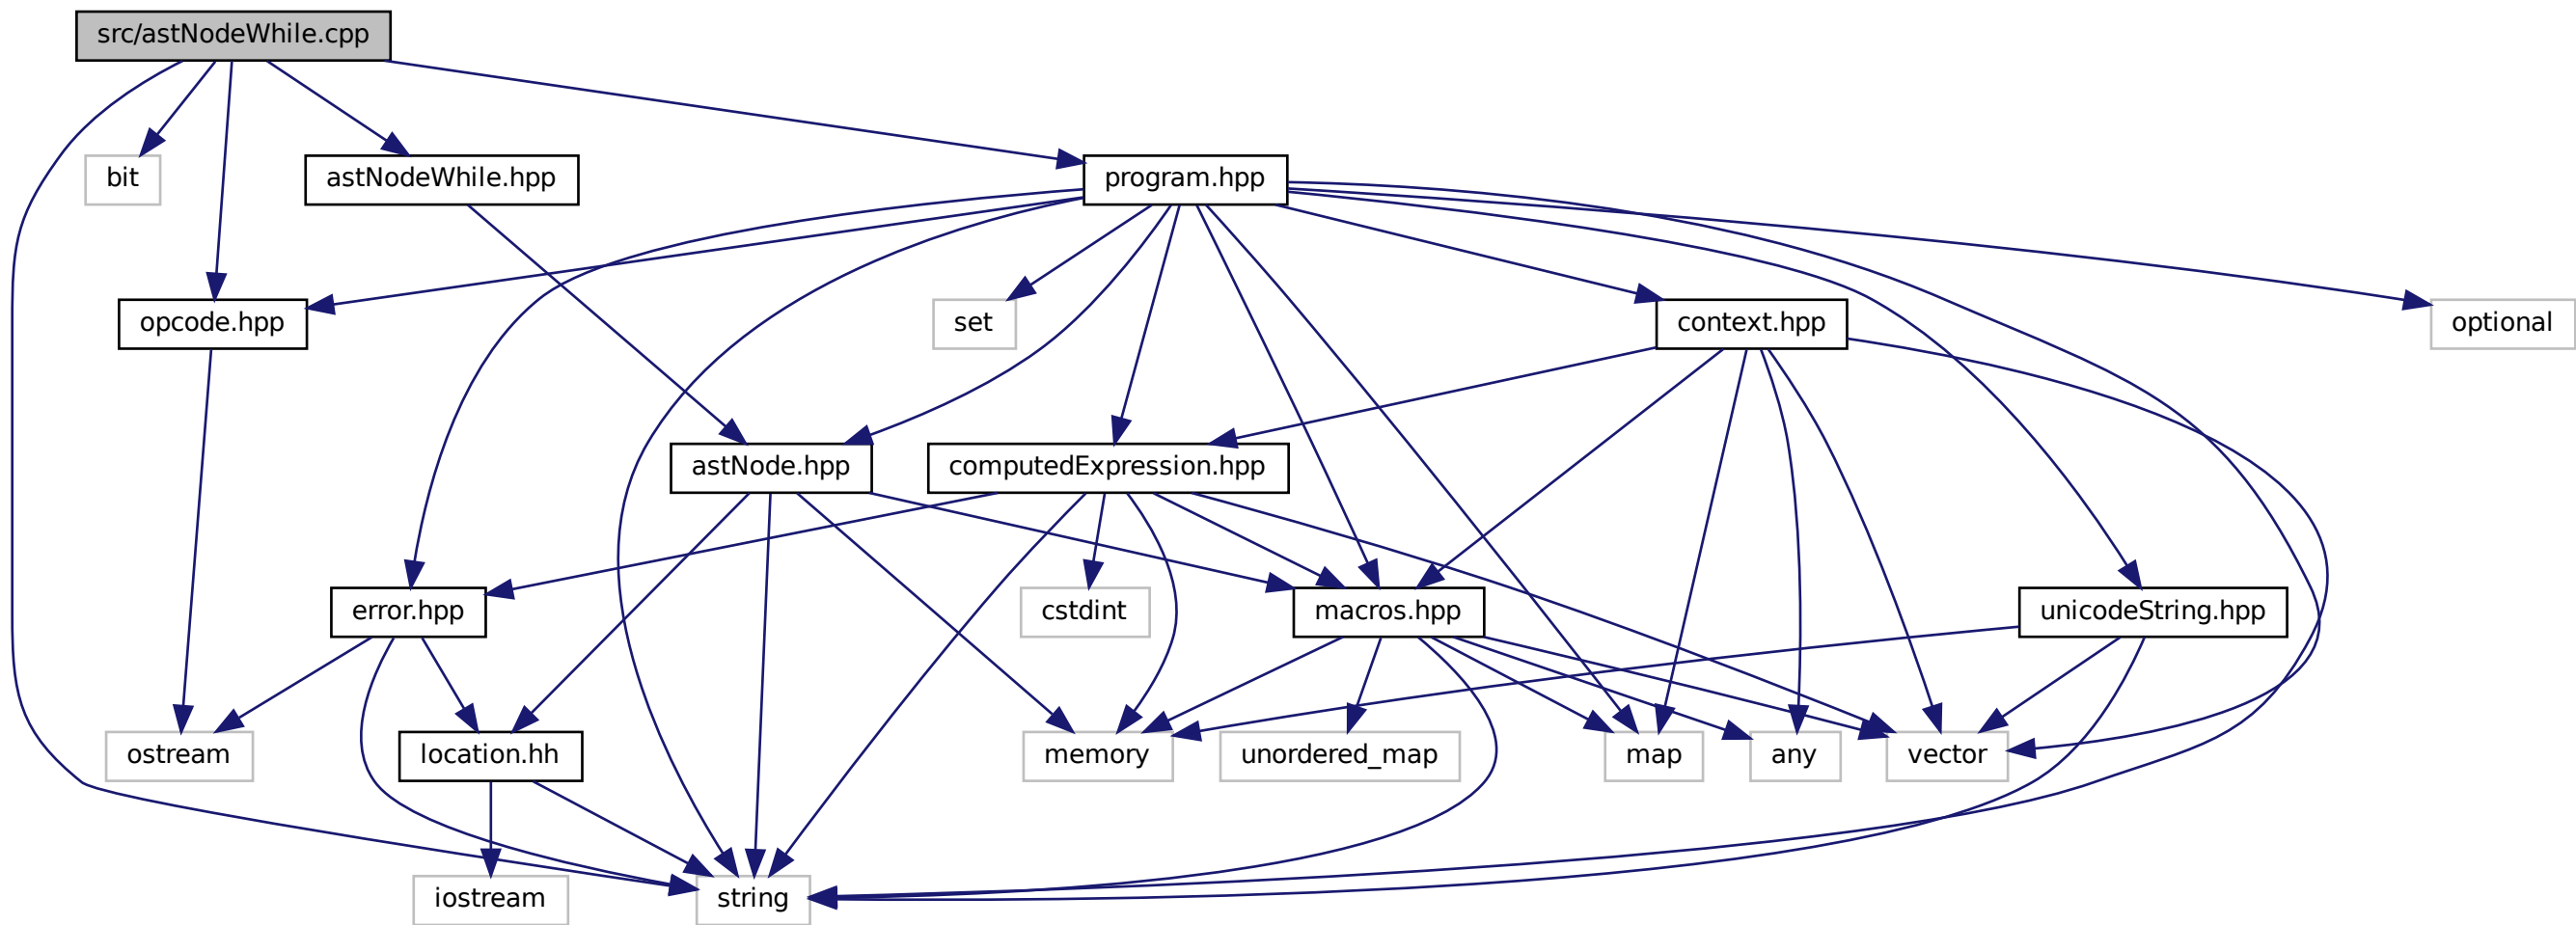 src/astNodeWhile.cpp
bit
astNodeWhile.hpp
program.hpp
opcode.hpp
set
context.hpp
optional
astNode.hpp
computedExpression.hpp
error.hpp
cstdint
macros.hpp
unicodeString.hpp
ostream
location.hh
memory
unordered_map
map
any
vector
iostream
string